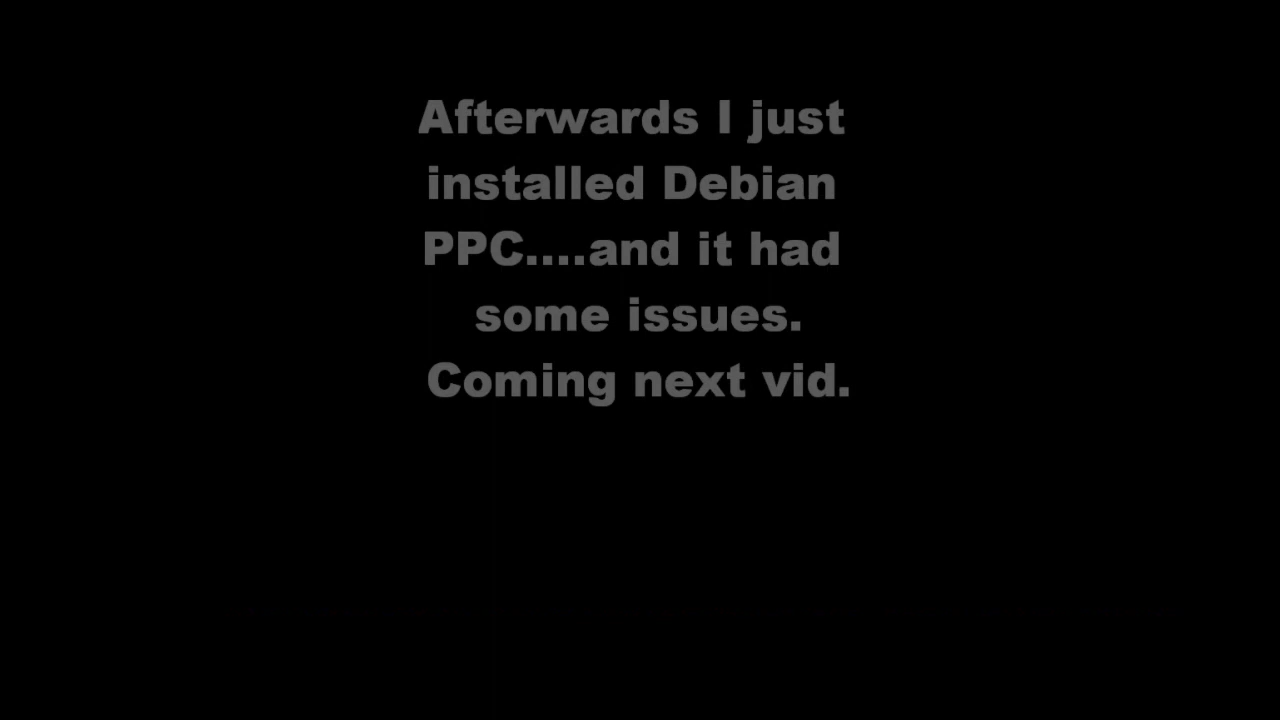 Afterwards I just
installed Debian
PPC....and it had
some issues.
Coming next vid.